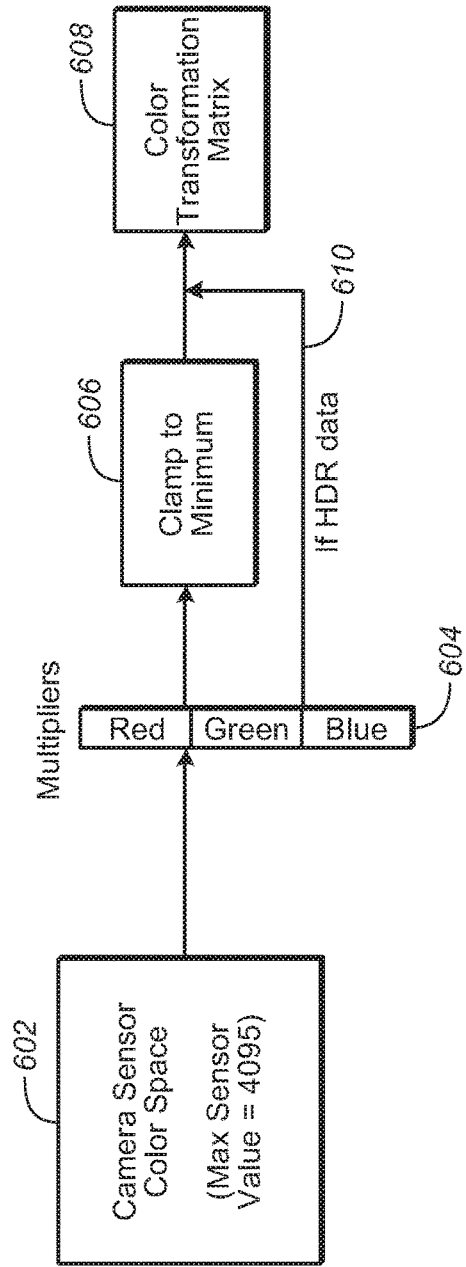 602
Camera Sensor
Color Space
(Max Sensor
Value = 4095)
Multipliers
Red
Green
Blue
604
606
Clamp to
Minimum
If HDR data
610
608
Color
Transformation
Matrix